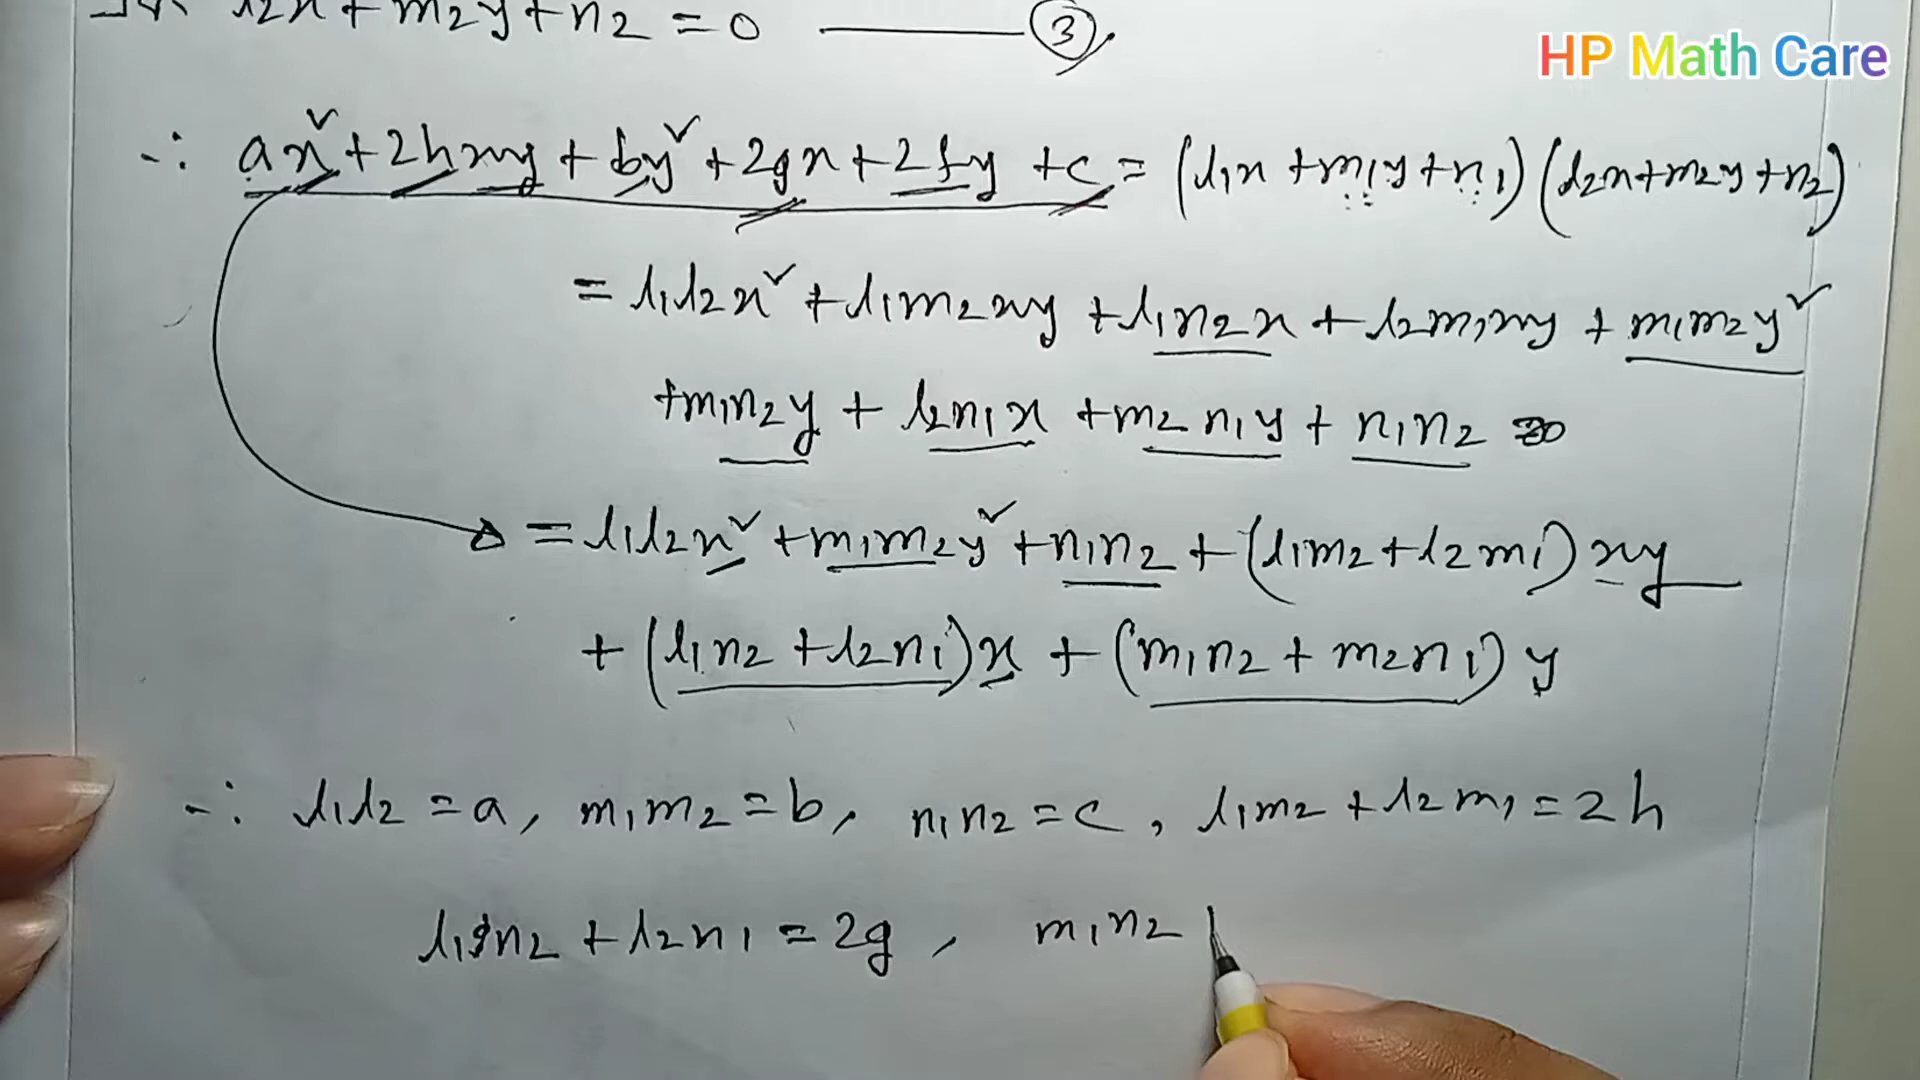 l₂x + m₂y + n₂ = 0 ——— ③
HP Math Care
∴ ax² + 2hxy + by² + 2gx + 2fy + c = (l₁x + m₁y + n₁)(l₂x + m₂y + n₂)
= l₁l₂x² + l₁m₂xy + l₁n₂x + l₂m₁xy + m₁m₂y²
+ m₁n₂y + l₂n₁x + m₂n₁y + n₁n₂
= l₁l₂x² + m₁m₂y² + n₁n₂ + (l₁m₂ + l₂m₁)xy
+ (l₁n₂ + l₂n₁)x + (m₁n₂ + m₂n₁)y
∴ l₁l₂ = a, m₁m₂ = b, n₁n₂ = c, l₁m₂ + l₂m₁ = 2h
l₁n₂ + l₂n₁ = 2g, m₁n₂